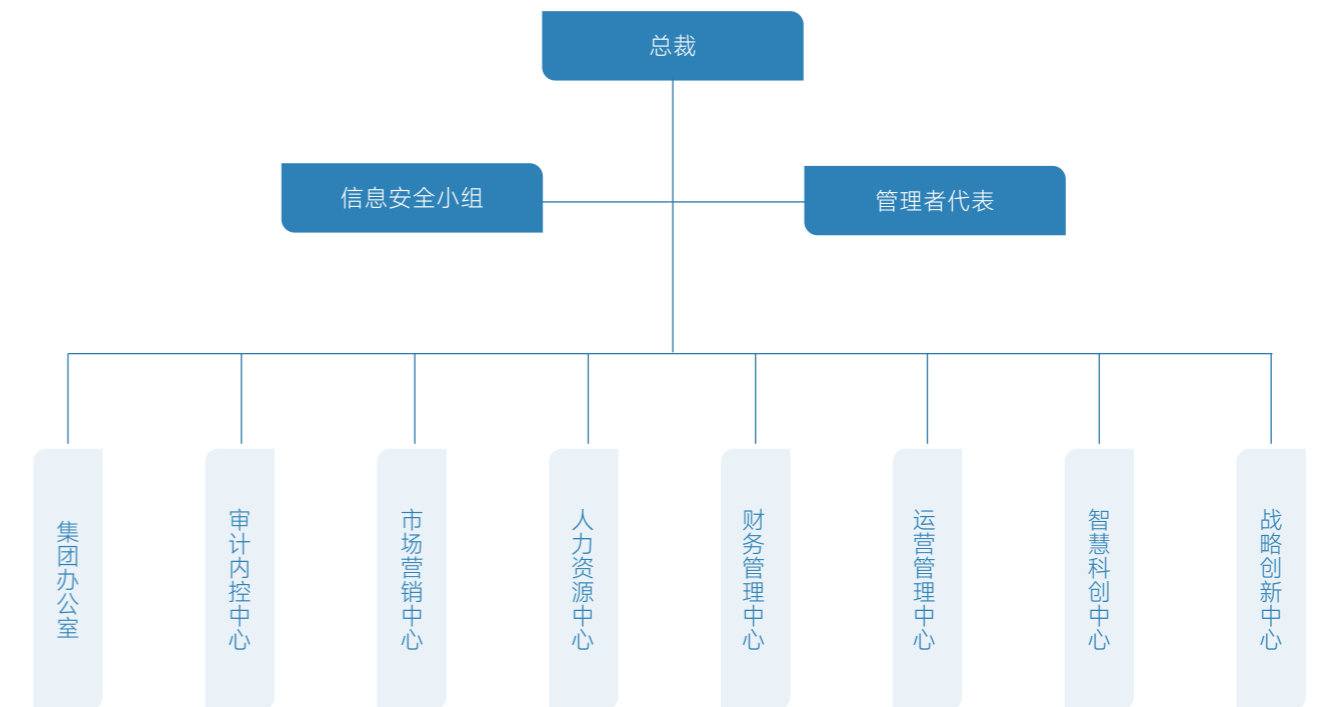 总裁
信息安全小组
管理者代表
集团办公室
审计内控中心
市场营销中心
人力资源中心
财务管理中心
运营管理中心
智慧科创中心
战略创新中心